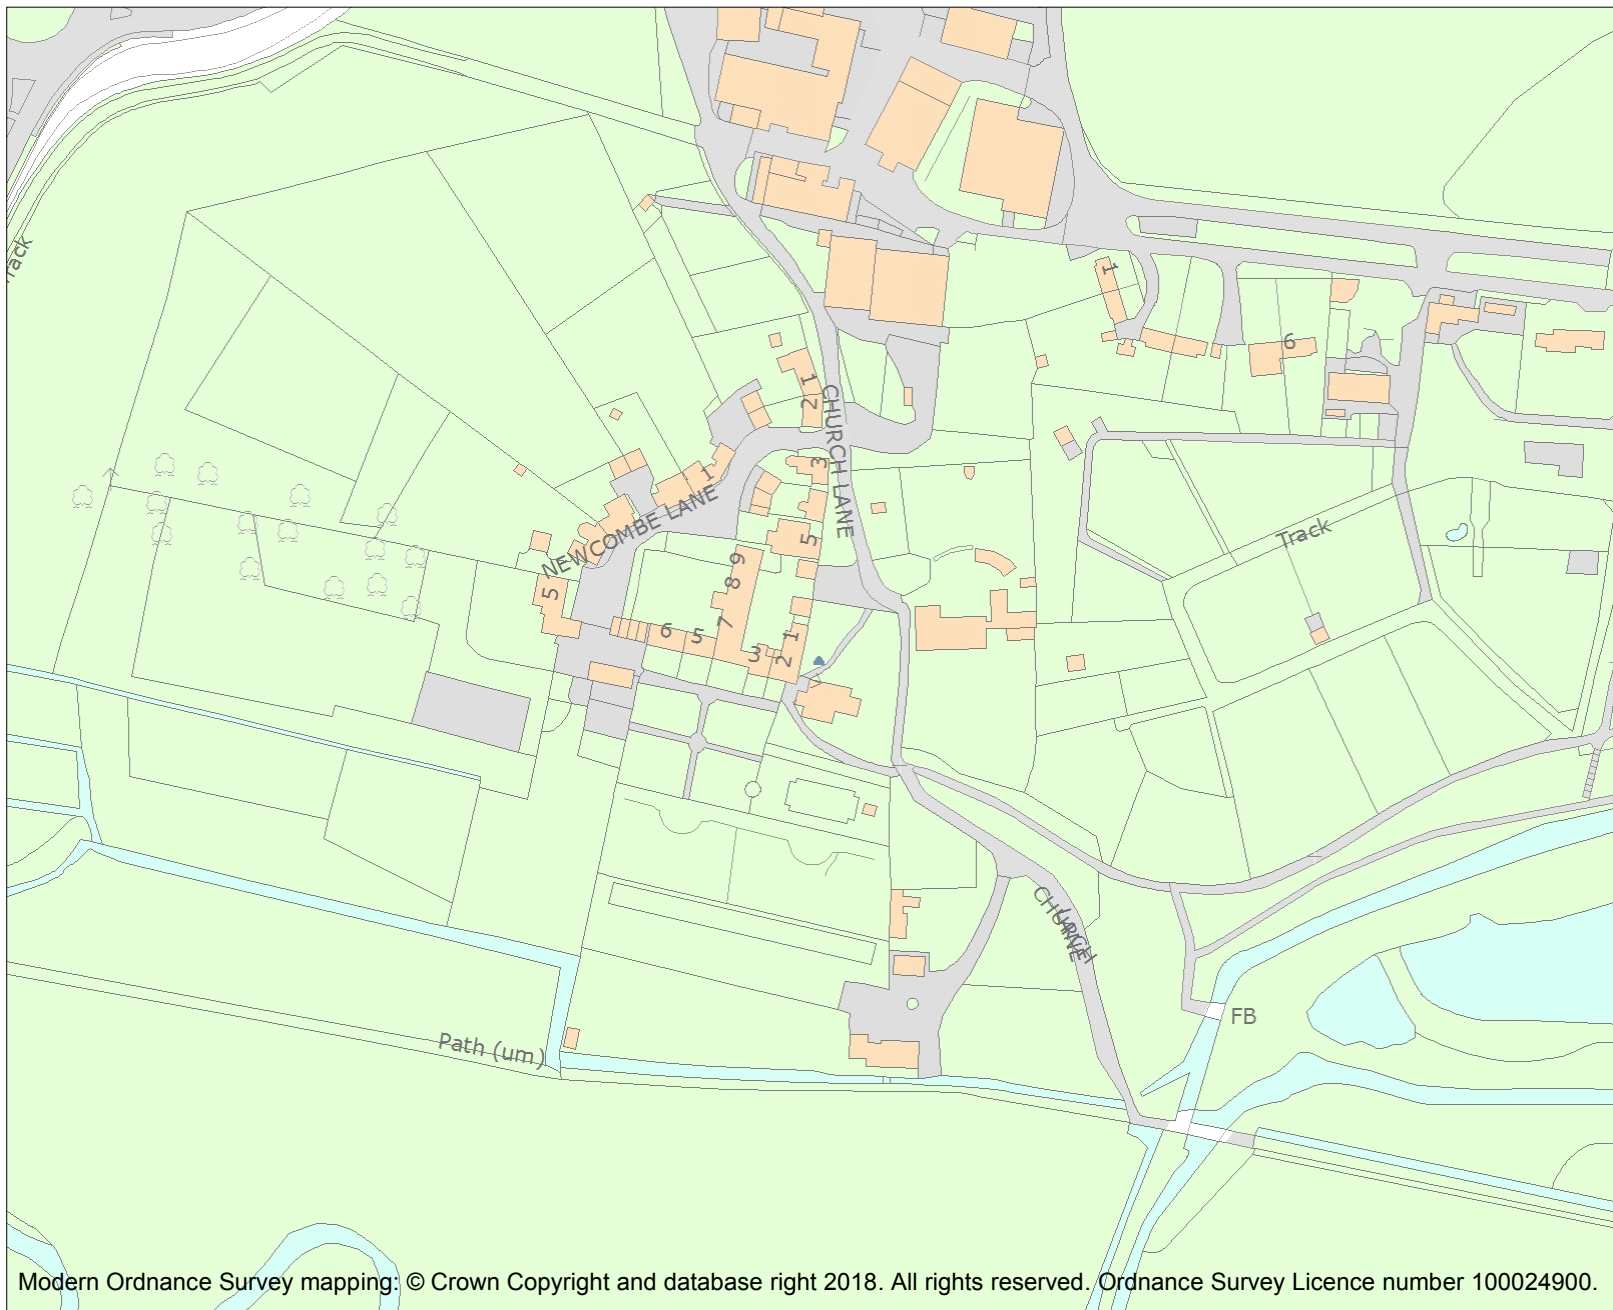 Track
1
6
1
2
CHURCH LANE
3
1
NEWCOMBE LANE
5
Track
9
8
5
7
6
5
1
2
3
CHURCH
LANE
FB
Path (um)
Modern Ordnance Survey mapping: © Crown Copyright and database right 2018. All rights reserved. Ordnance Survey Licence number 100024900.